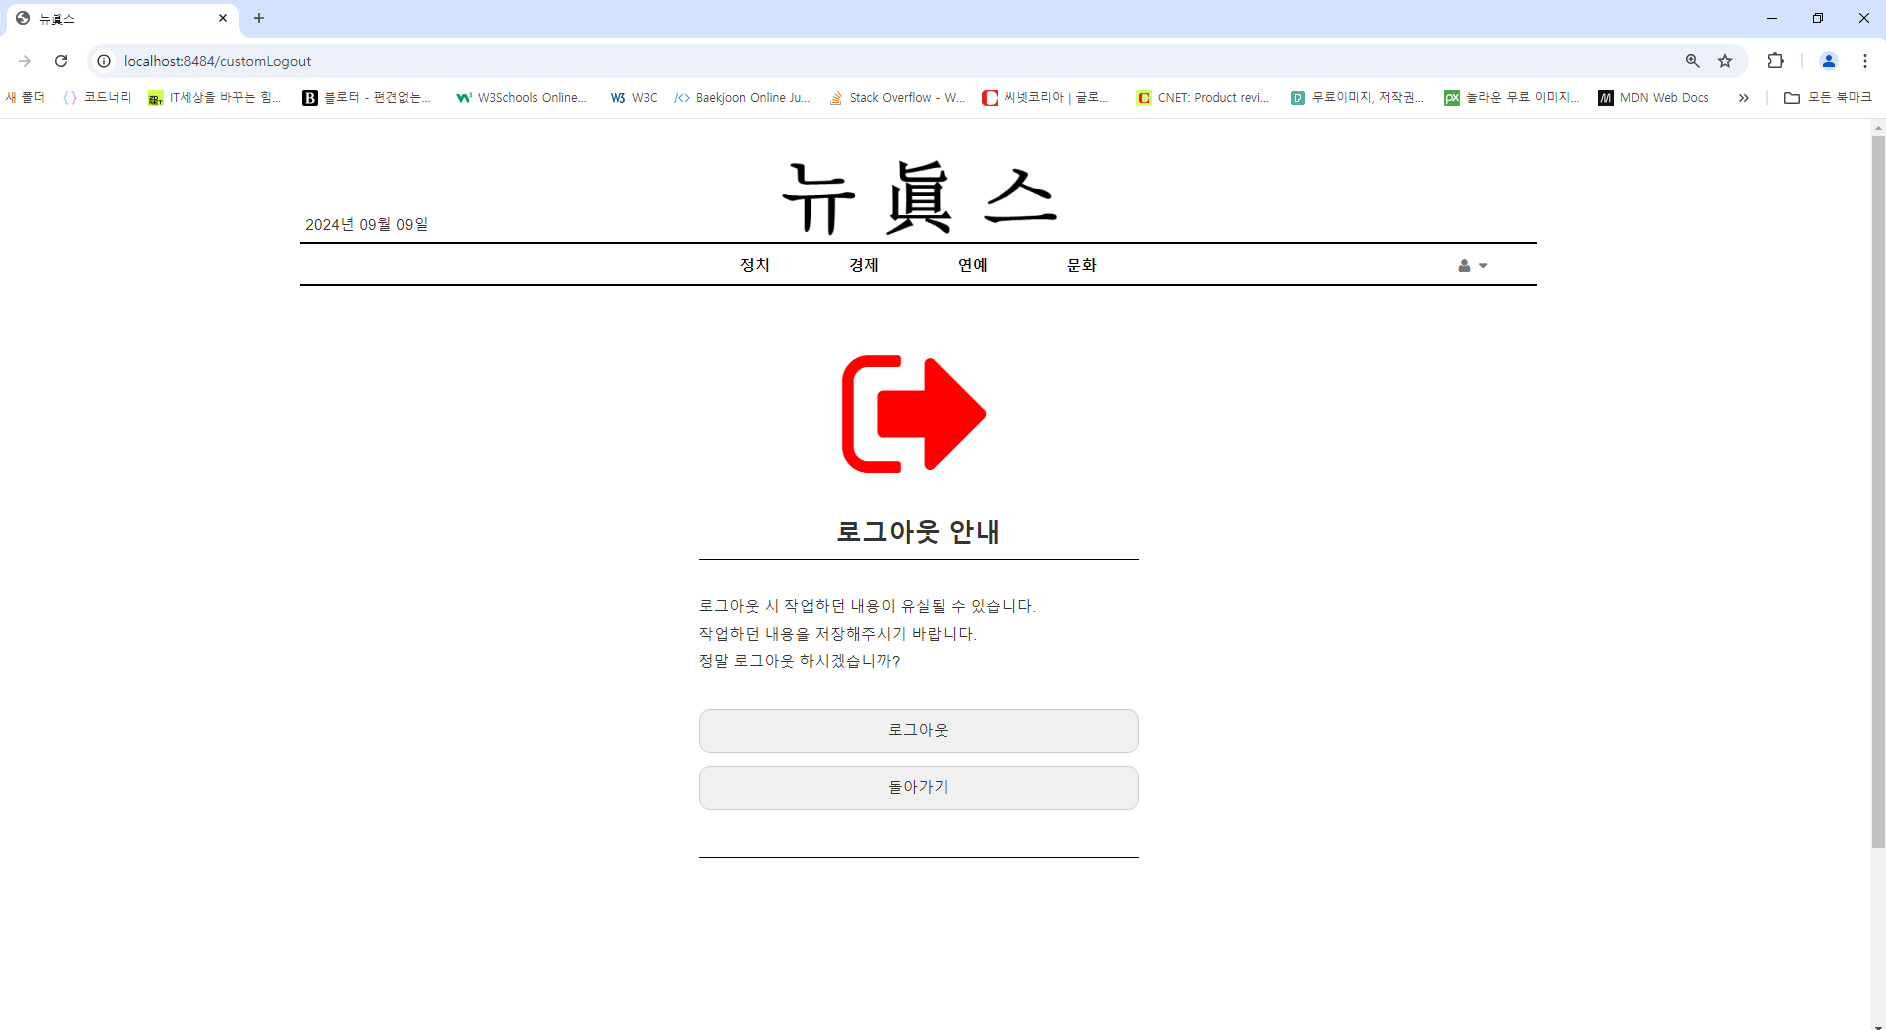 뉴眞스
localhost:8484/customLogout
새 폴더
코드너리
IT세상을 바꾸는 힘...
블로터 - 편견없는...
W3Schools Online...
W3C
Baekjoon Online Ju...
Stack Overflow - W...
씨넷코리아 | 글로...
CNET: Product revi...
무료이미지, 저작권...
놀라운 무료 이미지...
MDN Web Docs
모든 북마크
뉴眞스
2024년 09월 09일
정치 경제 연예 문화
로그아웃 안내
로그아웃 시 작업하던 내용이 유실될 수 있습니다.
작업하던 내용을 저장해주시기 바랍니다.
정말 로그아웃 하시겠습니까?
로그아웃
돌아가기